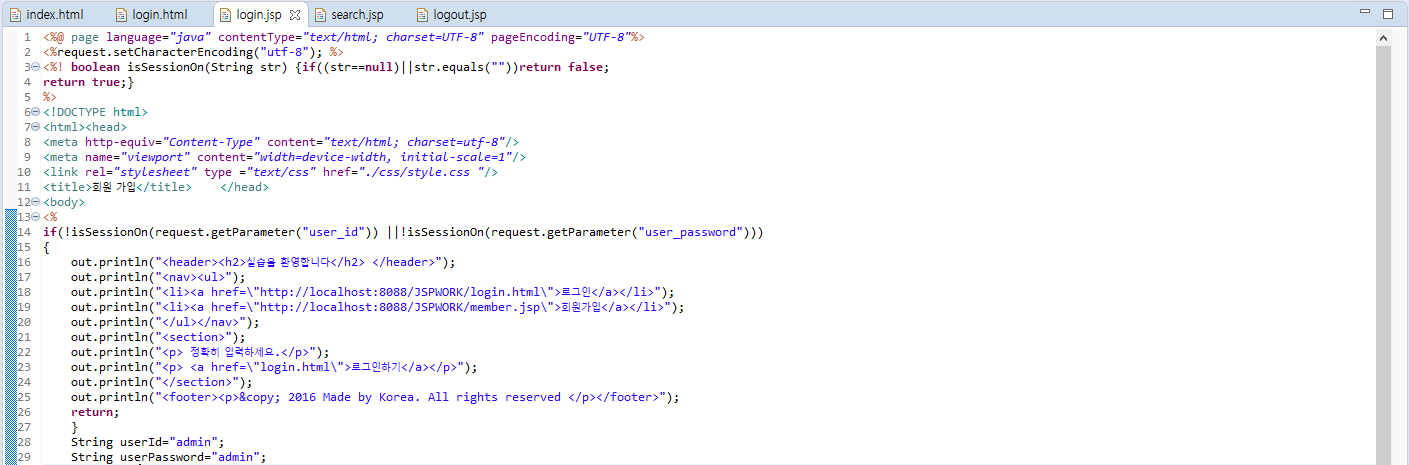 index.html login.html login.jsp search.jsp logout.jsp
1 <%@ page language="java" contentType="text/html; charset=UTF-8" pageEncoding="UTF-8"%>
2 <%request.setCharacterEncoding("utf-8"); %>
3 <%! boolean isSessionOn(String str) {if((str==null)||str.equals(""))return false;
4 return true;}
5 %>
6 <!DOCTYPE html>
7 <html><head>
8 <meta http-equiv="Content-Type" content="text/html; charset=utf-8"/>
9 <meta name="viewport" content="width=device-width, initial-scale=1"/>
10 <link rel="stylesheet" type ="text/css" href="./css/style.css "/>
11 <title>회원 가입</title>    </head>
12 <body>
13 <%
14 if(!isSessionOn(request.getParameter("user_id")) ||!isSessionOn(request.getParameter("user_password")))
15 {
16     out.println("<header><h2>실습을 환영합니다</h2> </header>");
17     out.println("<nav><ul>");
18     out.println("<li><a href=\"http://localhost:8088/JSPWORK/login.html\">로그인</a></li>");
19     out.println("<li><a href=\"http://localhost:8088/JSPWORK/member.jsp\">회원가입</a></li>");
20     out.println("</ul></nav>");
21     out.println("<section>");
22     out.println("<p> 정확히 입력하세요.</p>");
23     out.println("<p> <a href=\"login.html\">로그인하기</a></p>");
24     out.println("</section>");
25     out.println("<footer><p>&copy; 2016 Made by Korea. All rights reserved </p></footer>");
26     return;
27     }
28     String userId="admin";
29     String userPassword="admin";